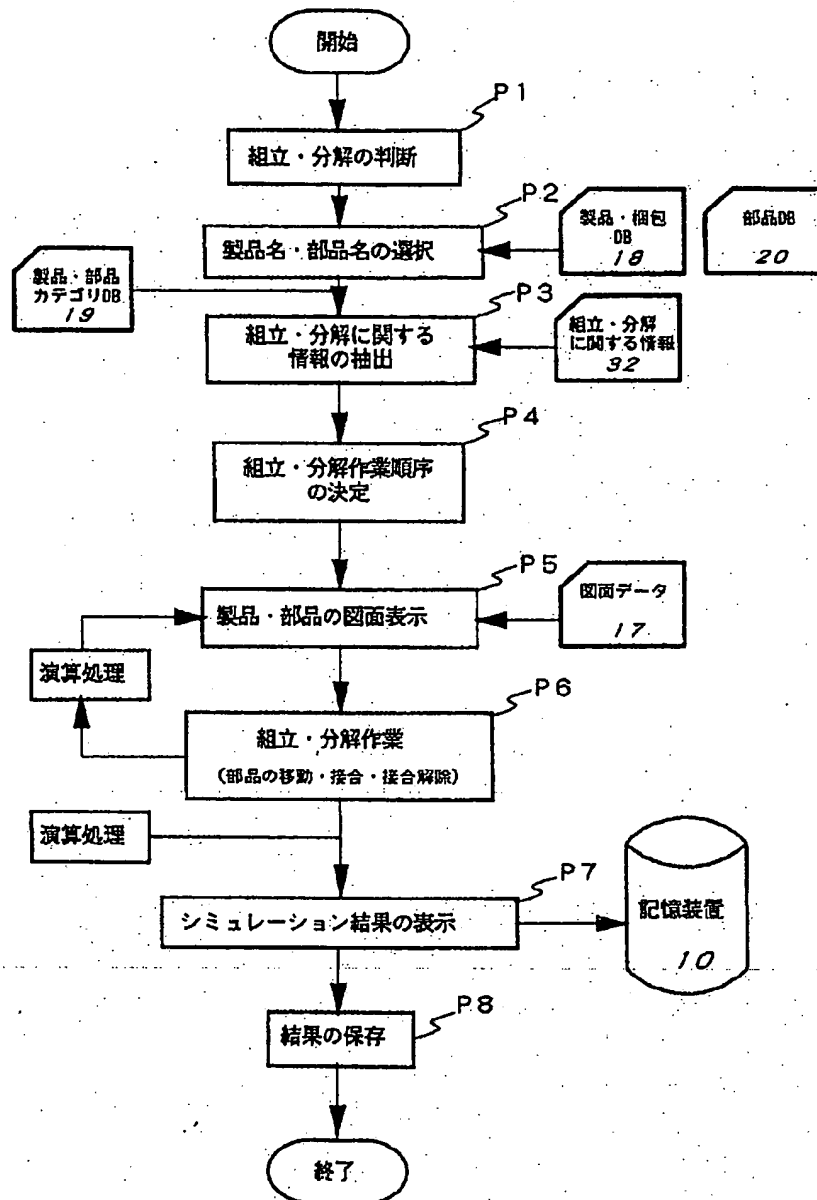 開始
P1
組立・分解の判断
P2
製品名・部品名の選択
製品・梱包
DB
18
部品DB
20
製品・部品
カテゴリDB
19
P3
組立・分解に関する
情報の抽出
組立・分解
に関する情報
32
P4
組立・分解作業順序
の決定
P5
製品・部品の図面表示
図面データ
17
演算処理
P6
組立・分解作業
(部品の移動・接合・接合解除)
演算処理
P7
シミュレーション結果の表示
記憶装置
10
P8
結果の保存
終了